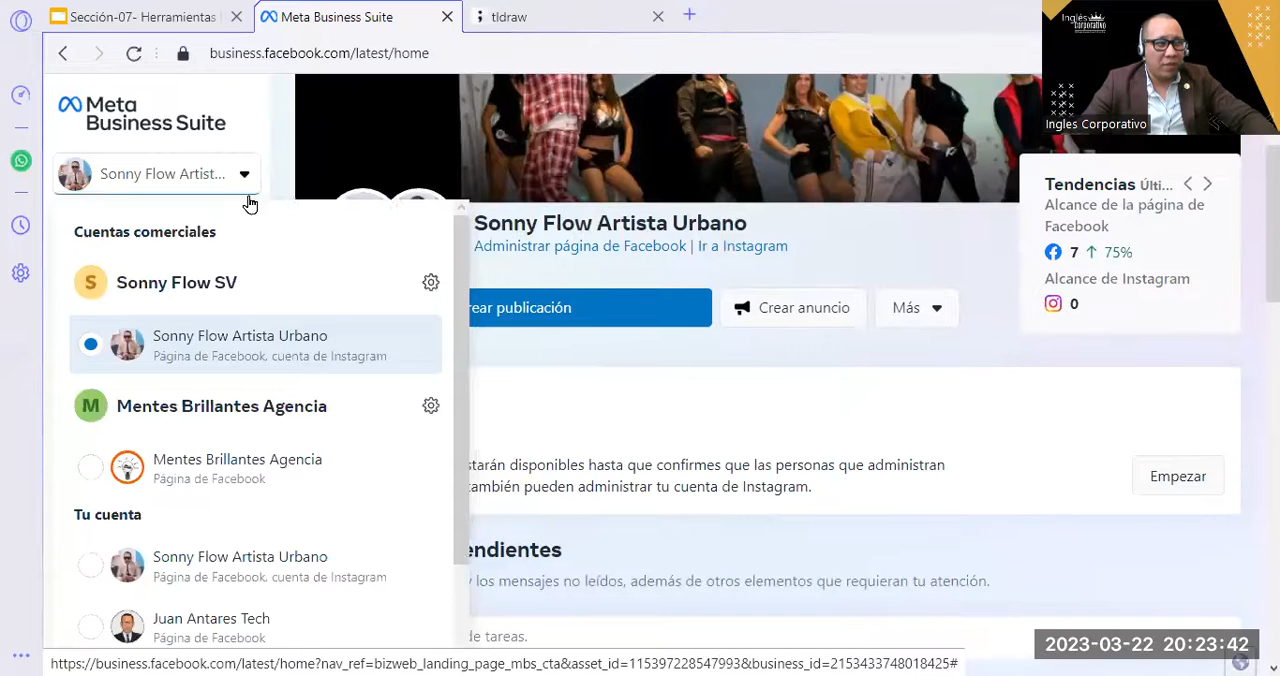 Sección-07- Herramientas
Meta Business Suite
tldraw
business.facebook.com/latest/home
Inglés
Corporativo
Ingles Corporativo
Meta
Business Suite
Sonny Flow Artist...
Cuentas comerciales
S
Sonny Flow SV
Sonny Flow Artista Urbano
Página de Facebook, cuenta de Instagram
M
Mentes Brillantes Agencia
Mentes Brillantes Agencia
Página de Facebook
Tu cuenta
Sonny Flow Artista Urbano
Página de Facebook, cuenta de Instagram
Juan Antares Tech
Página de Facebook
Sonny Flow Artista Urbano
Administrar página de Facebook | Ir a Instagram
rear publicación
Crear anuncio
Más
Tendencias Últi...
Alcance de la página de
Facebook
7 ↑ 75%
Alcance de Instagram
0
starán disponibles hasta que confirmes que las personas que administran
también pueden administrar tu cuenta de Instagram.
Empezar
endientes
y los mensajes no leídos, además de otros elementos que requieran tu atención.
de tareas.
2023-03-22 20:23:42
https://business.facebook.com/latest/home?nav_ref=bizweb_landing_page_mbs_cta&asset_id=115397228547993&business_id=2153433748018425#